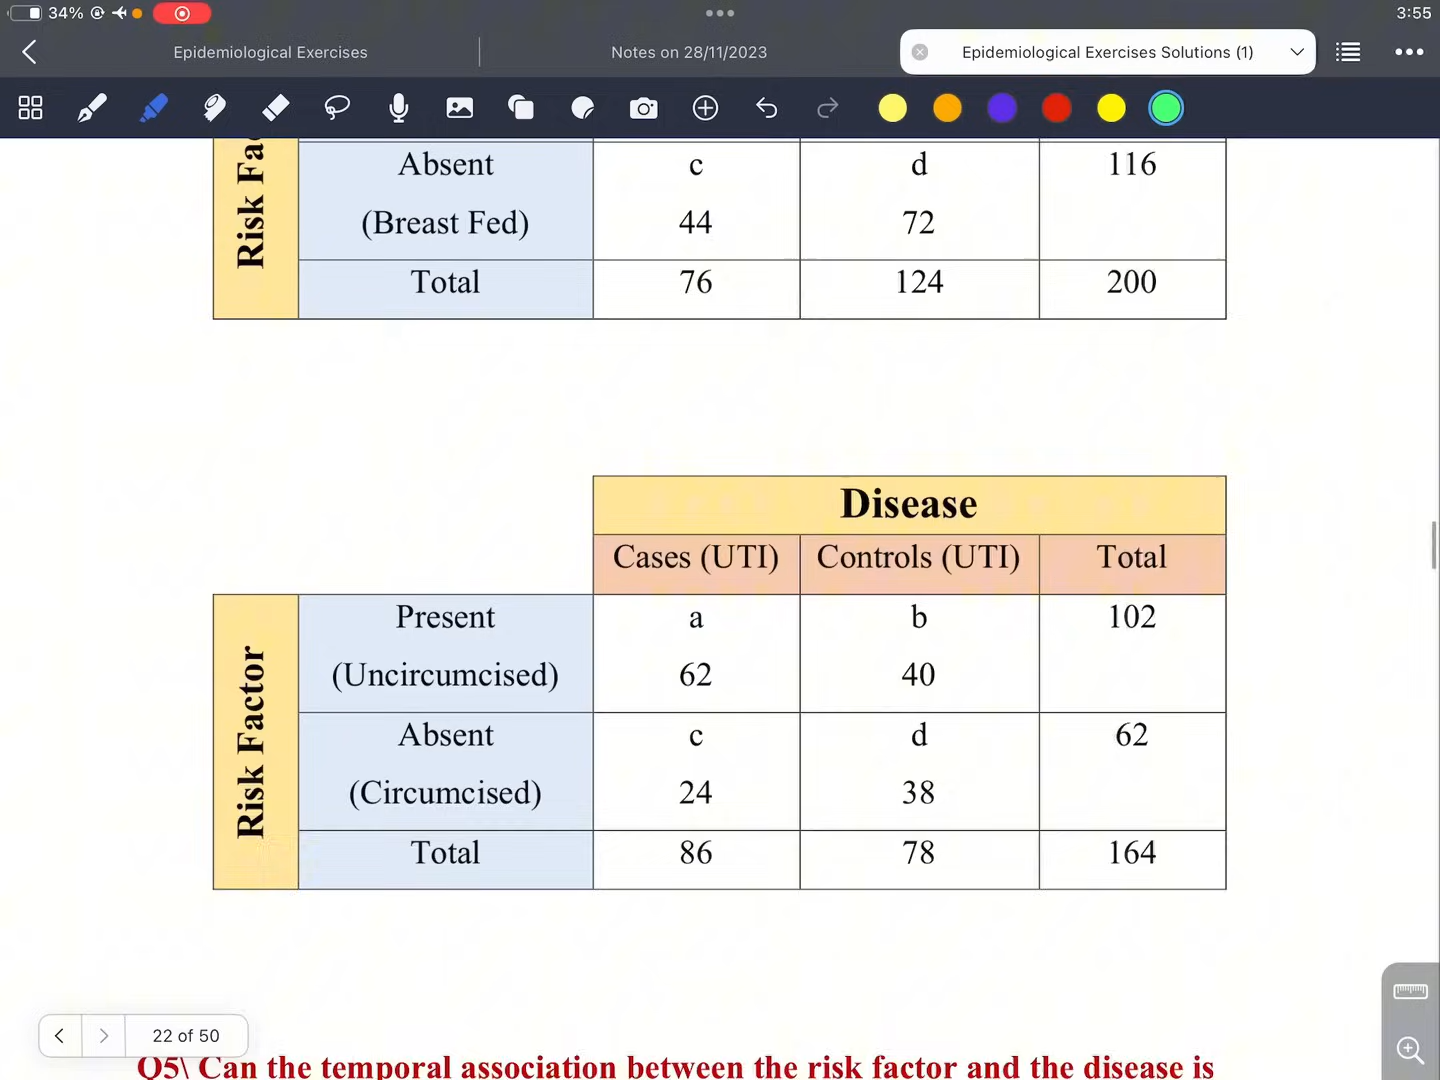 34% 3:55
Epidemiological Exercises Notes on 28/11/2023 Epidemiological Exercises Solutions (1)
Absent c d 116
(Breast Fed) 44 72
Total 76 124 200
Disease
Cases (UTI) Controls (UTI) Total
Risk Factor
Present a b 102
(Uncircumcised) 62 40
Absent c d 62
(Circumcised) 24 38
Total 86 78 164
22 of 50
Q5\ Can the temporal association between the risk factor and the disease is